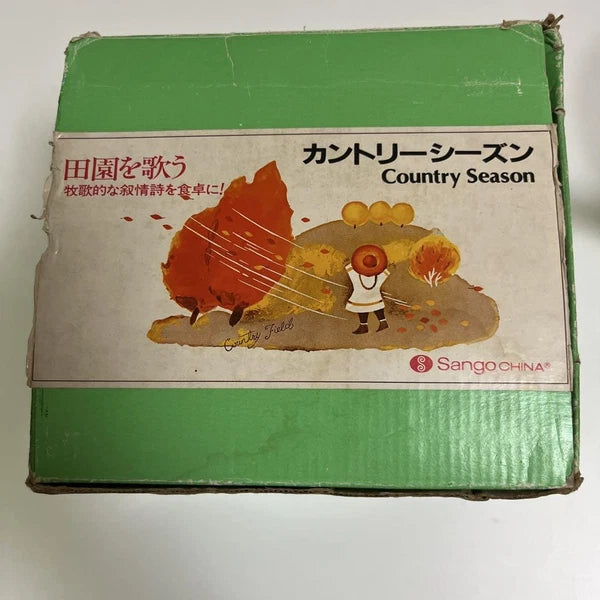 田園を歌う
牧歌的な叙情詩を食卓に!
カントリーシーズン
Country Season
Country Field
Sango CHINA®